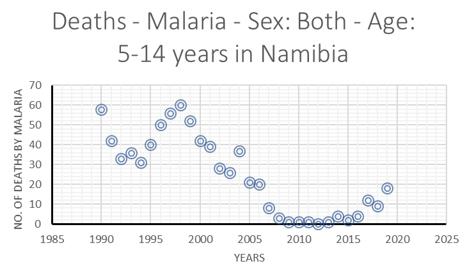 Deaths - Malaria - Sex: Both - Age:
5-14 years in Namibia
NO. OF DEATHS BY MALARIA
70
60
50
40
30
20
10
0
1985 1990 1995 2000 2005 2010 2015 2020 2025
YEARS